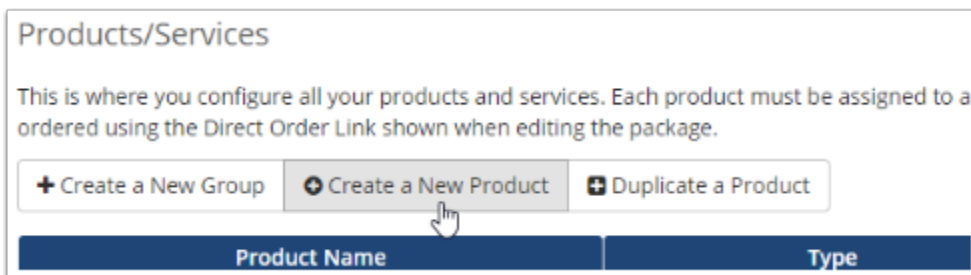 Products/Services
This is where you configure all your products and services. Each product must be assigned to a
ordered using the Direct Order Link shown when editing the package.
Create a New Group Create a New Product Duplicate a Product
Product Name Type